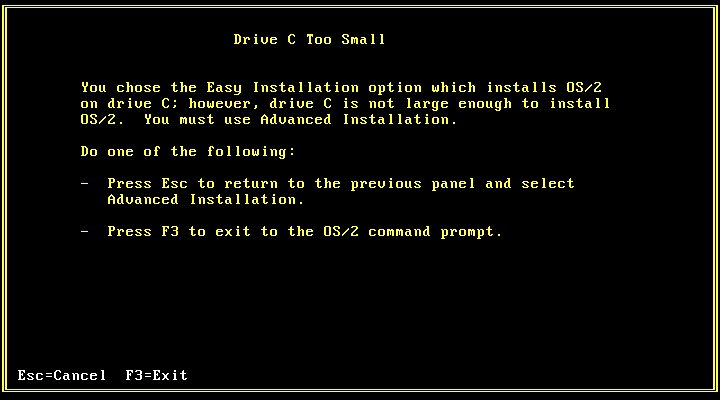 Drive C Too Small
You chose the Easy Installation option which installs OS/2
on drive C; however, drive C is not large enough to install
OS/2.  You must use Advanced Installation.
Do one of the following:
-  Press Esc to return to the previous panel and select
Advanced Installation.
-  Press F3 to exit to the OS/2 command prompt.
Esc=Cancel  F3=Exit